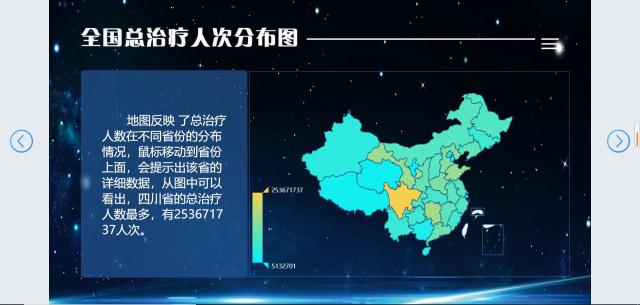 全国总治疗人次分布图
地图反映 了总治疗
人数在不同省份的分布
情况，鼠标移动到省份
上面，会提示出该省的
详细数据，从图中可以
看出，四川省的总治疗
人数最多，有2536717
37人次。
253671737
5132701